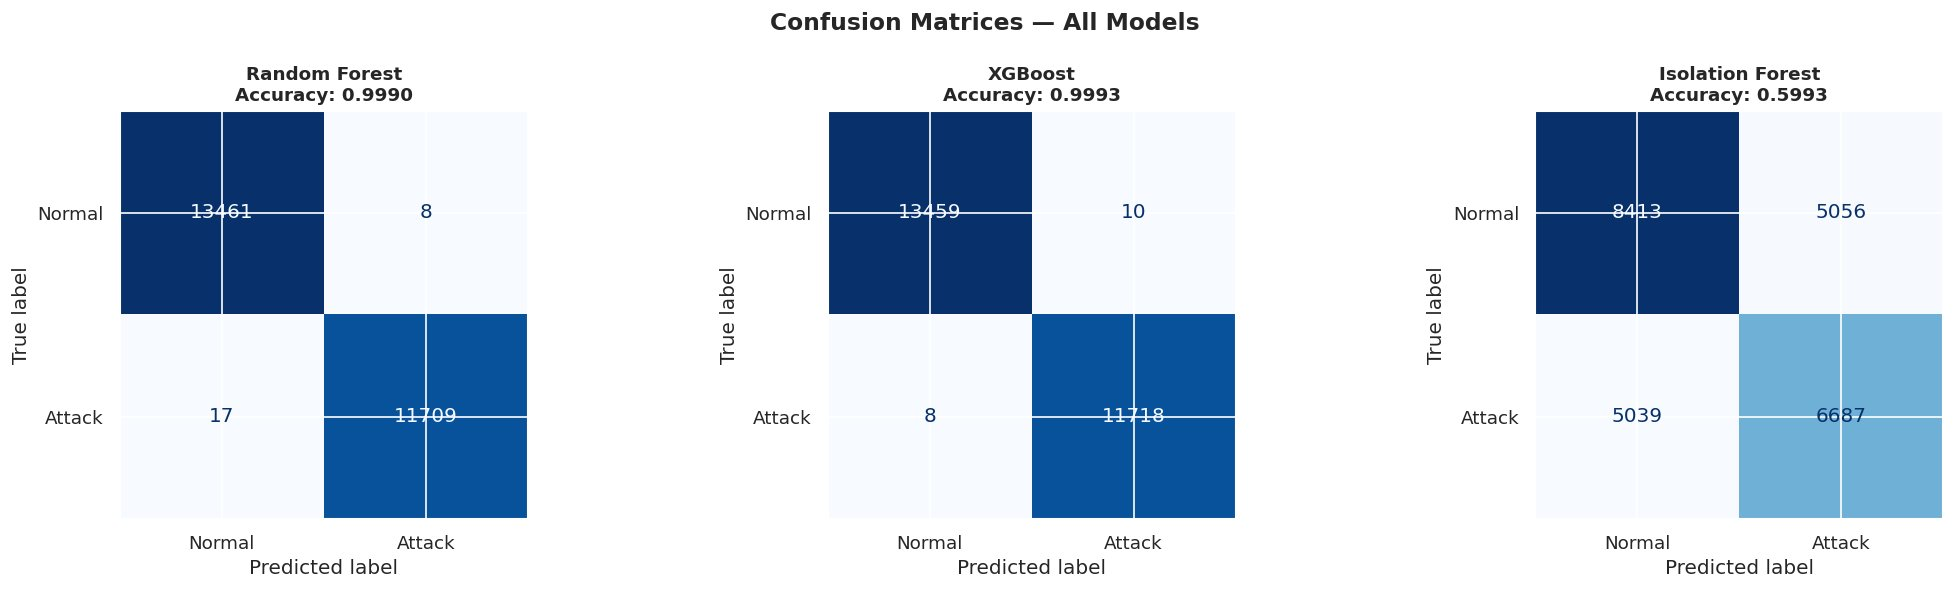 Confusion Matrices — All Models
Random Forest
Accuracy: 0.9990
True label
Normal
13461
8
Attack
17
11709
Normal
Attack
Predicted label
XGBoost
Accuracy: 0.9993
True label
Normal
13459
10
Attack
8
11718
Normal
Attack
Predicted label
Isolation Forest
Accuracy: 0.5993
True label
Normal
8413
5056
Attack
5039
6687
Normal
Attack
Predicted label